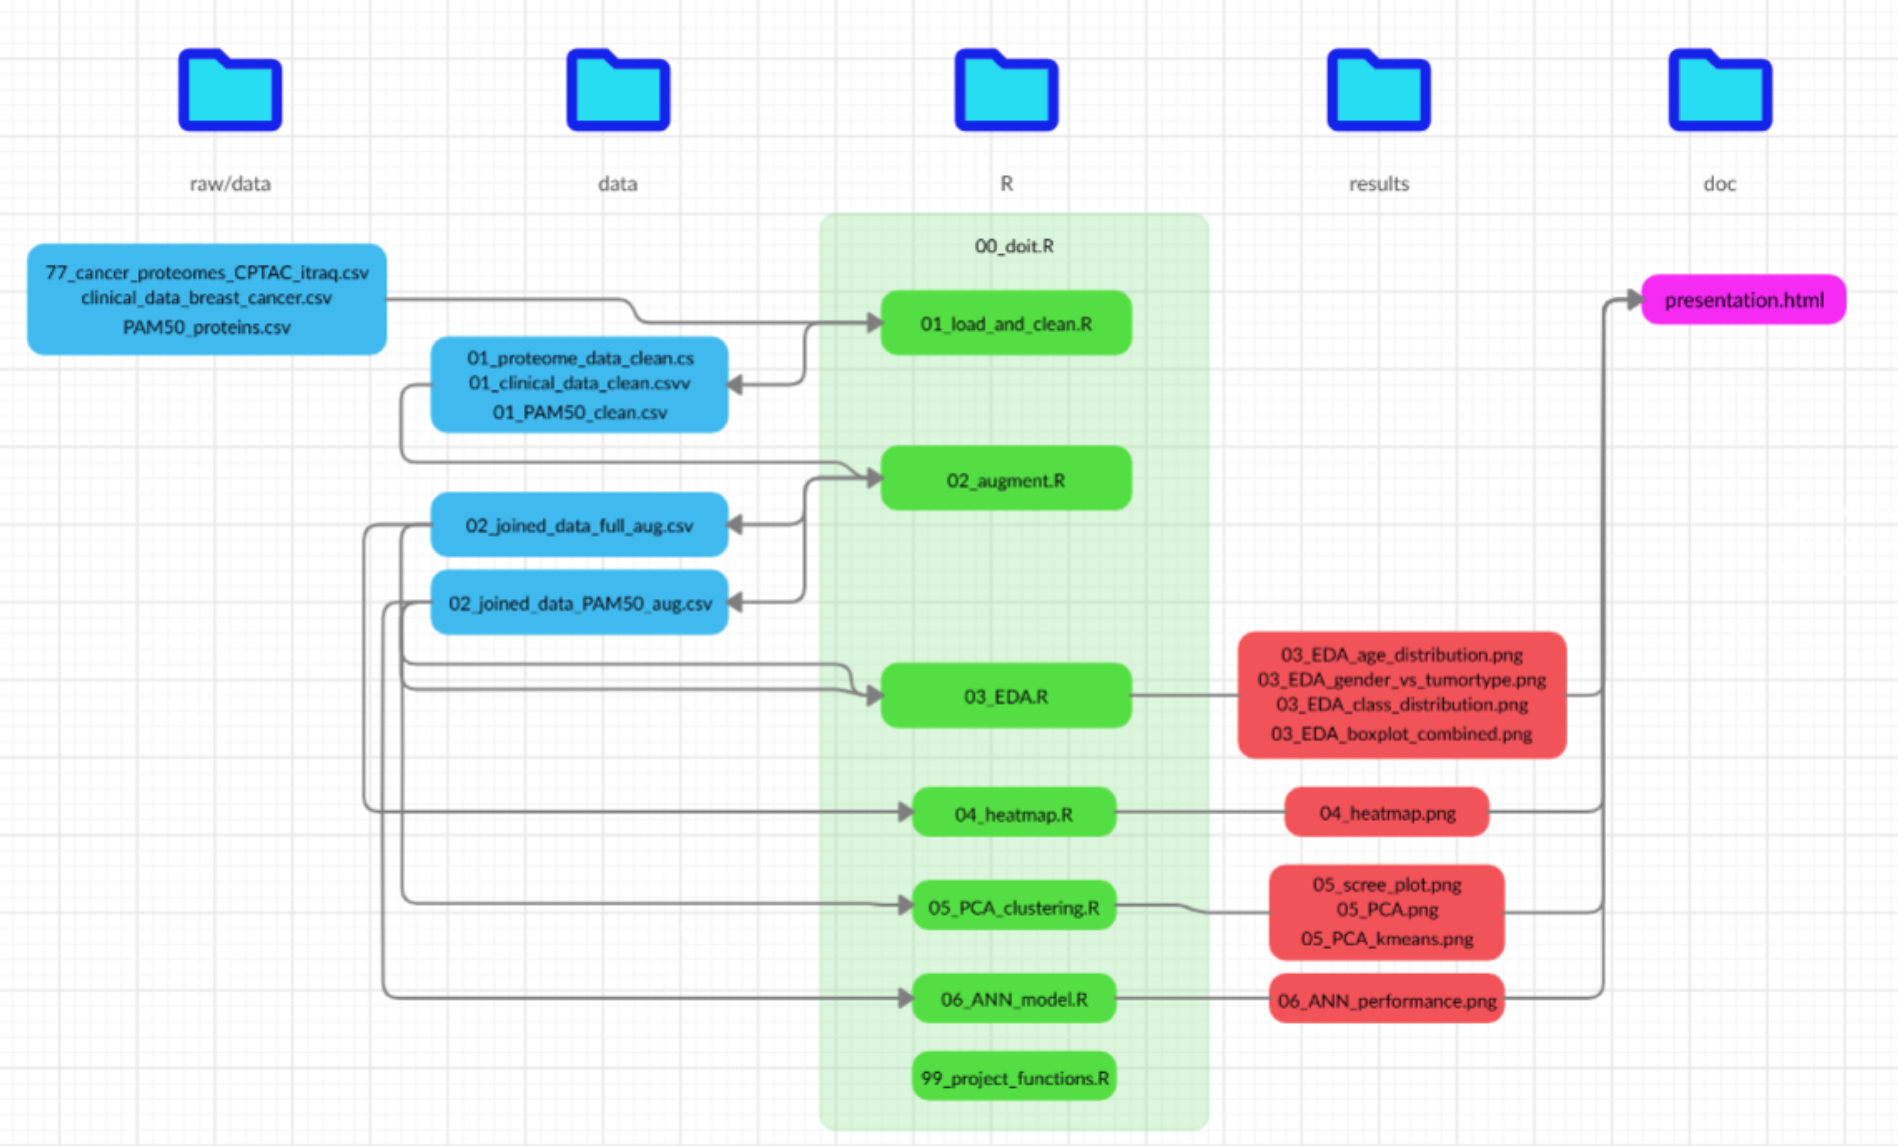 raw/data
data
R
results
doc
00_doit.R
77_cancer_proteomes_CPTAC_itraq.csv
clinical_data_breast_cancer.csv
PAM50_proteins.csv
01_load_and_clean.R
presentation.html
01_proteome_data_clean.cs
01_clinical_data_clean.csvv
01_PAM50_clean.csv
02_augment.R
02_joined_data_full_aug.csv
02_joined_data_PAM50_aug.csv
03_EDA.R
03_EDA_age_distribution.png
03_EDA_gender_vs_tumortype.png
03_EDA_class_distribution.png
03_EDA_boxplot_combined.png
04_heatmap.R
04_heatmap.png
05_PCA_clustering.R
05_scree_plot.png
05_PCA.png
05_PCA_kmeans.png
06_ANN_model.R
06_ANN_performance.png
99_project_functions.R